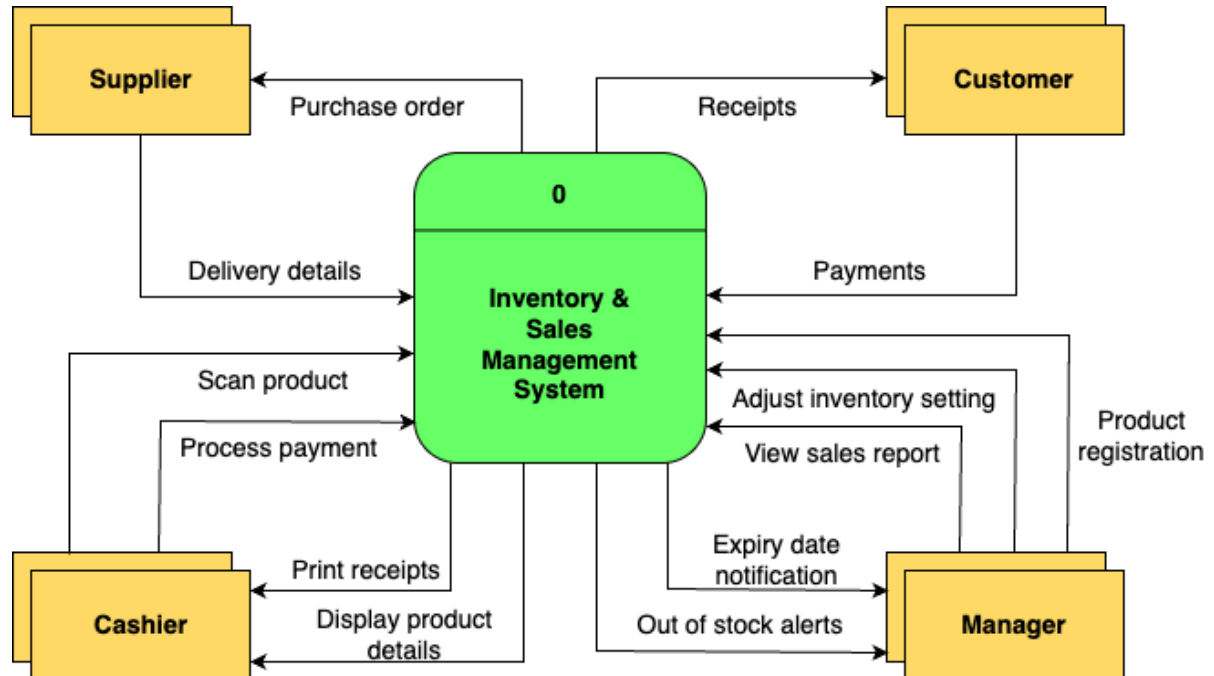 Supplier
Customer
Purchase order
Receipts
0
Delivery details
Payments
Inventory &
Sales
Management
System
Scan product
Adjust inventory setting
Process payment
View sales report
Product
registration
Print receipts
Expiry date
notification
Cashier
Display product
details
Out of stock alerts
Manager